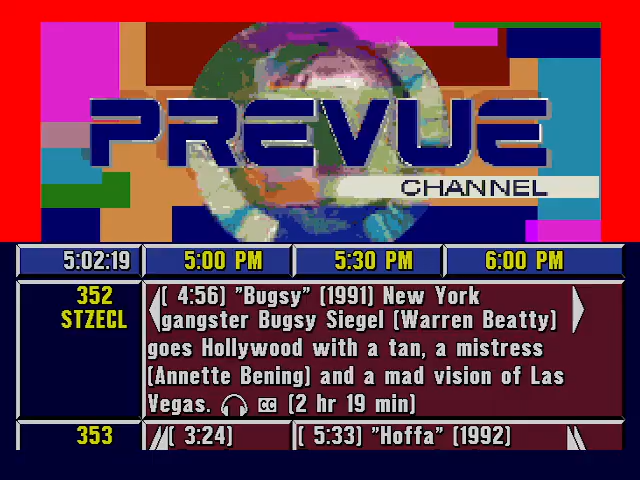 PREVUE
CHANNEL
5:02:19 5:00 PM 5:30 PM 6:00 PM
352
STZECL
( 4:56) "Bugsy" (1991) New York
gangster Bugsy Siegel (Warren Beatty)
goes Hollywood with a tan, a mistress
(Annette Bening) and a mad vision of Las
Vegas. CC (2 hr 19 min)
353 ( 3:24) ( 5:33) "Hoffa" (1992)